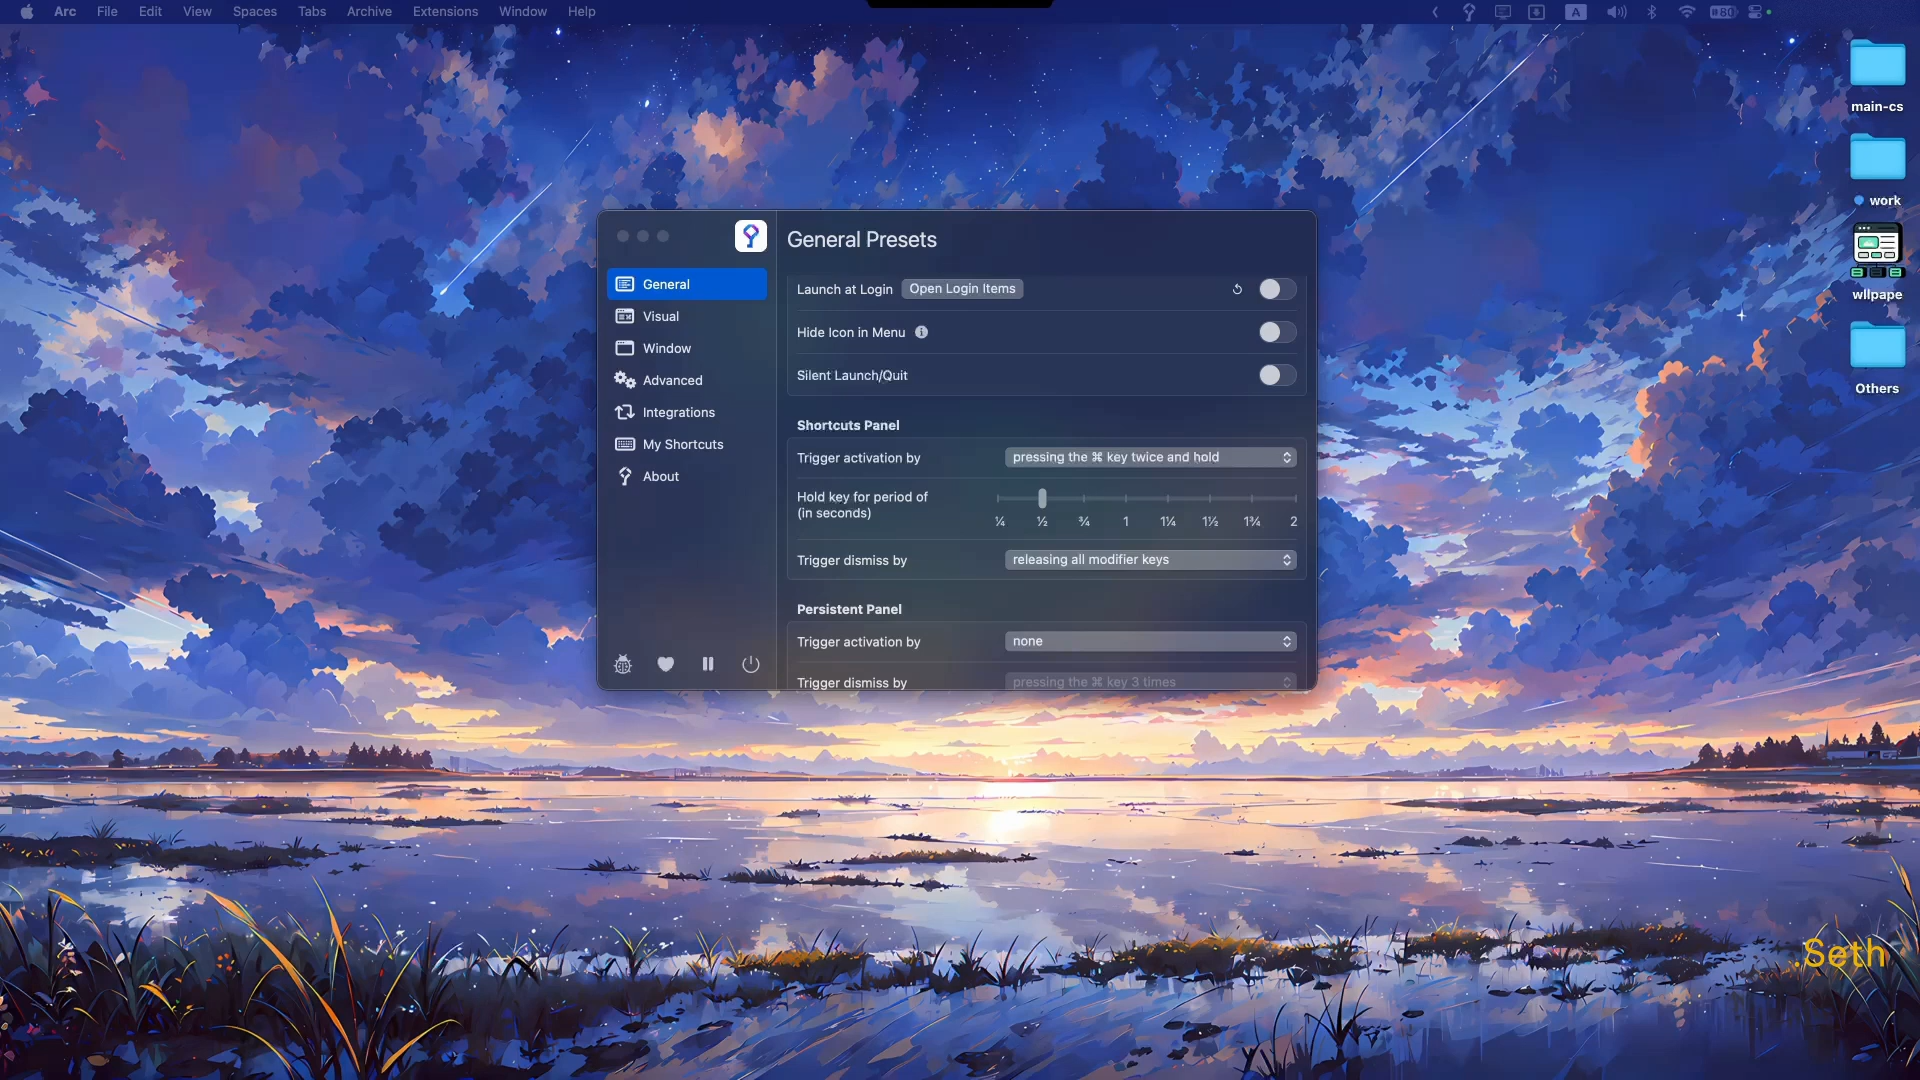 Arc File Edit View Spaces Tabs Archive Extensions Window Help
A 80
main-cs
work
wllpape
Others
General Presets
General
Visual
Window
Advanced
Integrations
My Shortcuts
About
Launch at Login Open Login Items
Hide Icon in Menu
Silent Launch/Quit
Shortcuts Panel
Trigger activation by pressing the ⌘ key twice and hold
Hold key for period of
(in seconds)
¼ ½ ¾ 1 1¼ 1½ 1¾ 2
Trigger dismiss by releasing all modifier keys
Persistent Panel
Trigger activation by none
Trigger dismiss by pressing the ⌘ key 3 times
.Seth